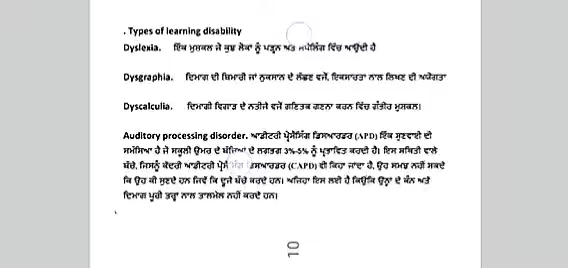 . Types of learning disability
Dyslexia. ਇੱਕ ਮੁਸ਼ਕਲ ਜੋ ਕੁਝ ਲੋਕਾਂ ਨੂੰ ਪੜ੍ਹਨ ਅਤੇ ਸਪੈਲਿੰਗ ਵਿੱਚ ਆਉਂਦੀ ਹੈ
Dysgraphia. ਦਿਮਾਗ ਦੀ ਬਿਮਾਰੀ ਜਾਂ ਨੁਕਸਾਨ ਦੇ ਲੱਛਣ ਵਜੋਂ, ਇਕਸਾਰਤਾ ਨਾਲ ਲਿਖਣ ਦੀ ਅਯੋਗਤਾ
Dyscalculia. ਦਿਮਾਗੀ ਵਿਗਾੜ ਦੇ ਨਤੀਜੇ ਵਜੋਂ ਗਣਿਤਕ ਗਣਨਾ ਕਰਨ ਵਿੱਚ ਗੰਭੀਰ ਮੁਸ਼ਕਲ।
Auditory processing disorder. ਆਡੀਟਰੀ ਪ੍ਰੋਸੈਸਿੰਗ ਡਿਸਆਰਡਰ (APD) ਇੱਕ ਸੁਣਵਾਈ ਦੀ
ਸਮੱਸਿਆ ਹੈ ਜੋ ਸਕੂਲੀ ਉਮਰ ਦੇ ਬੱਚਿਆਂ ਦੇ ਲਗਭਗ 3%-5% ਨੂੰ ਪ੍ਰਭਾਵਿਤ ਕਰਦੀ ਹੈ। ਇਸ ਸਥਿਤੀ ਵਾਲੇ
ਬੱਚੇ, ਜਿਸਨੂੰ ਕੇਂਦਰੀ ਆਡੀਟਰੀ ਪ੍ਰੋਸੈਸਿੰਗ ਡਿਸਆਰਡਰ (CAPD) ਵੀ ਕਿਹਾ ਜਾਂਦਾ ਹੈ, ਉਹ ਸਮਝ ਨਹੀਂ ਸਕਦੇ
ਕਿ ਉਹ ਕੀ ਸੁਣਦੇ ਹਨ ਜਿਵੇਂ ਕਿ ਦੂਜੇ ਬੱਚੇ ਕਰਦੇ ਹਨ। ਅਜਿਹਾ ਇਸ ਲਈ ਹੈ ਕਿਉਂਕਿ ਉਨ੍ਹਾਂ ਦੇ ਕੰਨ ਅਤੇ
ਦਿਮਾਗ ਪੂਰੀ ਤਰ੍ਹਾਂ ਨਾਲ ਤਾਲਮੇਲ ਨਹੀਂ ਕਰਦੇ ਹਨ।
10